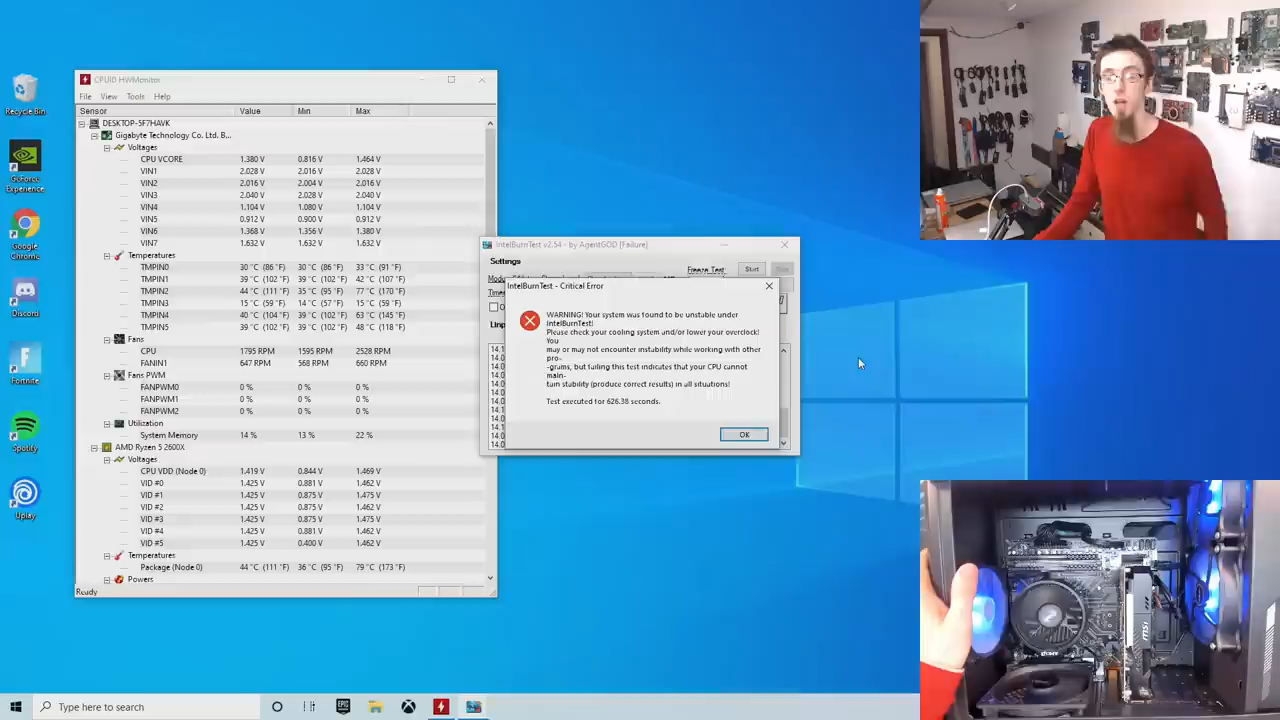 Recycle Bin
GeForce
Experience
Google
Chrome
Discord
Fortnite
Spotify
Uplay
CPUID HWMonitor
File View Tools Help
Sensor Value Min Max
DESKTOP-5F7HAVK
Gigabyte Technology Co. Ltd. B...
Voltages
CPU VCORE 1.380 V 0.816 V 1.464 V
VIN1 2.028 V 2.016 V 2.028 V
VIN2 2.016 V 2.004 V 2.016 V
VIN3 2.040 V 2.028 V 2.040 V
VIN4 1.104 V 1.080 V 1.104 V
VIN5 0.912 V 0.900 V 0.912 V
VIN6 1.368 V 1.356 V 1.380 V
VIN7 1.632 V 1.632 V 1.632 V
Temperatures
TMPIN0 30 °C (86 °F) 30 °C (86 °F) 33 °C (91 °F)
TMPIN1 39 °C (102 °F) 39 °C (102 °F) 42 °C (107 °F)
TMPIN2 44 °C (111 °F) 35 °C (95 °F) 77 °C (170 °F)
TMPIN3 15 °C (59 °F) 14 °C (57 °F) 15 °C (59 °F)
TMPIN4 40 °C (104 °F) 40 °C (104 °F) 63 °C (145 °F)
TMPIN5 39 °C (102 °F) 39 °C (102 °F) 48 °C (118 °F)
Fans
CPU 1795 RPM 1595 RPM 2528 RPM
FANIN1 647 RPM 568 RPM 660 RPM
Fans PWM
FANPWM0 0 % 0 % 0 %
FANPWM1 0 % 0 % 0 %
FANPWM2 0 % 0 % 0 %
Utilization
System Memory 14 % 13 % 22 %
AMD Ryzen 5 2600X
Voltages
CPU VDD (Node 0) 1.419 V 0.844 V 1.469 V
VID #0 1.425 V 0.881 V 1.462 V
VID #1 1.425 V 0.875 V 1.475 V
VID #2 1.425 V 0.875 V 1.462 V
VID #3 1.425 V 0.875 V 1.475 V
VID #4 1.425 V 0.881 V 1.462 V
VID #5 1.425 V 0.400 V 1.462 V
Temperatures
Package (Node 0) 44 °C (111 °F) 36 °C (95 °F) 79 °C (173 °F)
Powers
Ready
IntelBurnTest v2.54 - by AgentGOD [Failure]
Settings
Freeze Test: Start
IntelBurnTest - Critical Error
WARNING! Your system was found to be unstable under
IntelBurnTest!
Please check your cooling system and/or lower your overclock!
You
may or may not encounter instability while working with other
pro-
-grams, but failing this test indicates that your CPU cannot
main-
tain stability (produce correct results) in all situations!
Test executed for 626.38 seconds.
OK
Type here to search
msi